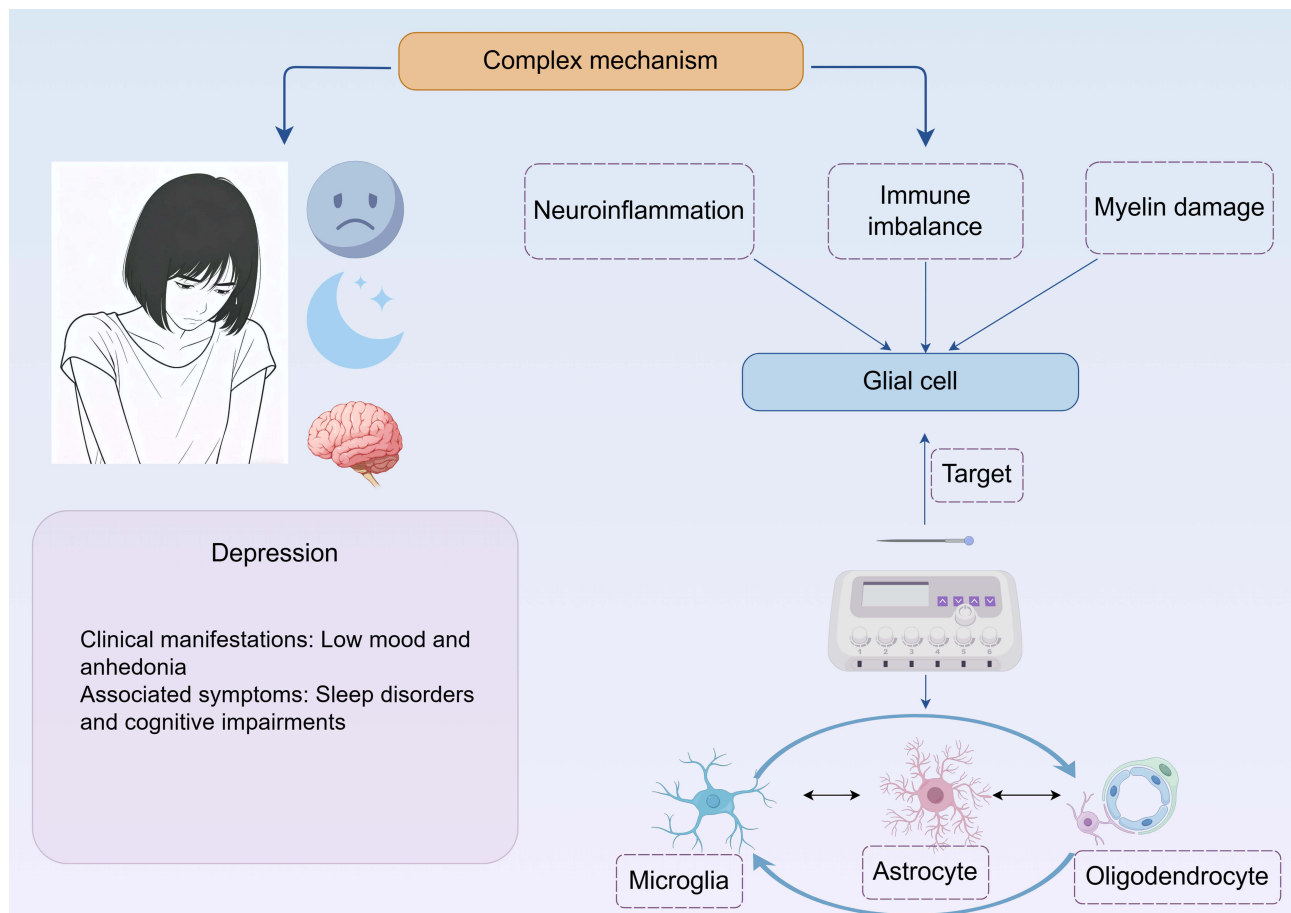 Complex mechanism
Neuroinflammation
Immune
imbalance
Myelin damage
Glial cell
Target
Depression
Clinical manifestations: Low mood and
anhedonia
Associated symptoms: Sleep disorders
and cognitive impairments
1 2 3 4 5 6
Microglia
Astrocyte
Oligodendrocyte